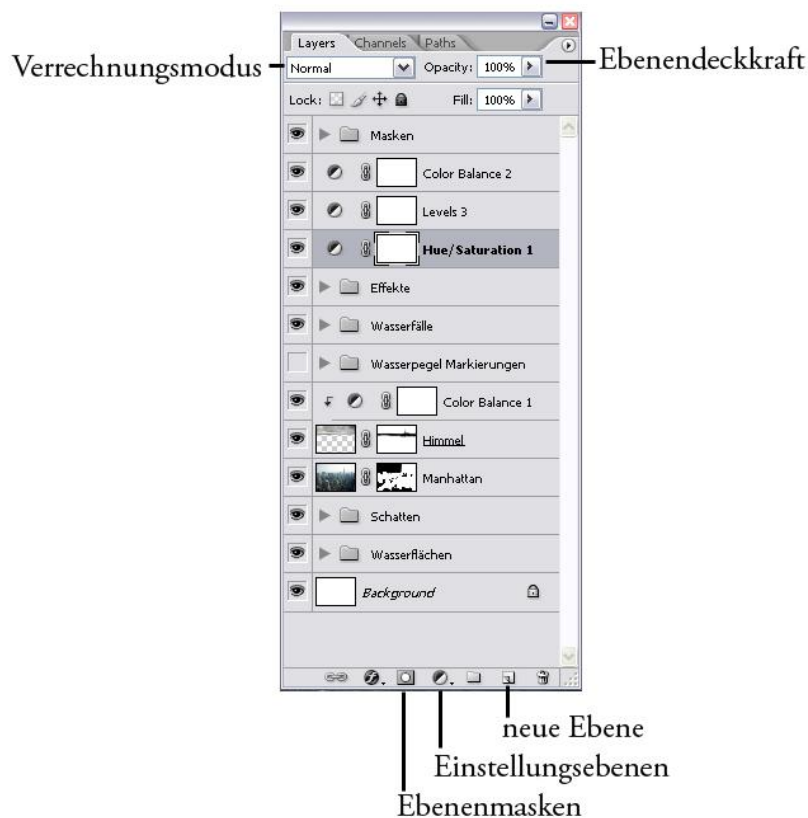 Layers Channels Paths
Verrechnungsmodus Normal Opacity: 100% Ebenendeckkraft
Lock: Fill: 100%
Masken
Color Balance 2
Levels 3
Hue/Saturation 1
Effekte
Wasserfälle
Wasserpegel Markierungen
Color Balance 1
Himmel
Manhattan
Schatten
Wasserflächen
Background
neue Ebene
Einstellungsebenen
Ebenenmasken